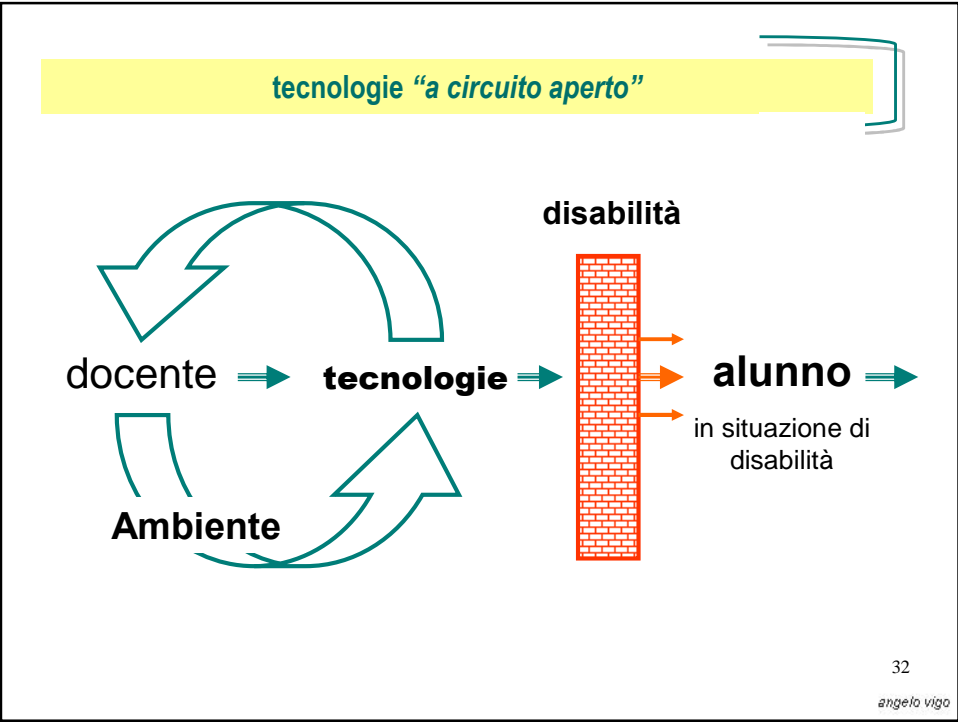 tecnologie “a circuito aperto”
disabilità
docente
tecnologie
alunno
in situazione di
disabilità
Ambiente
32
angelo vigo